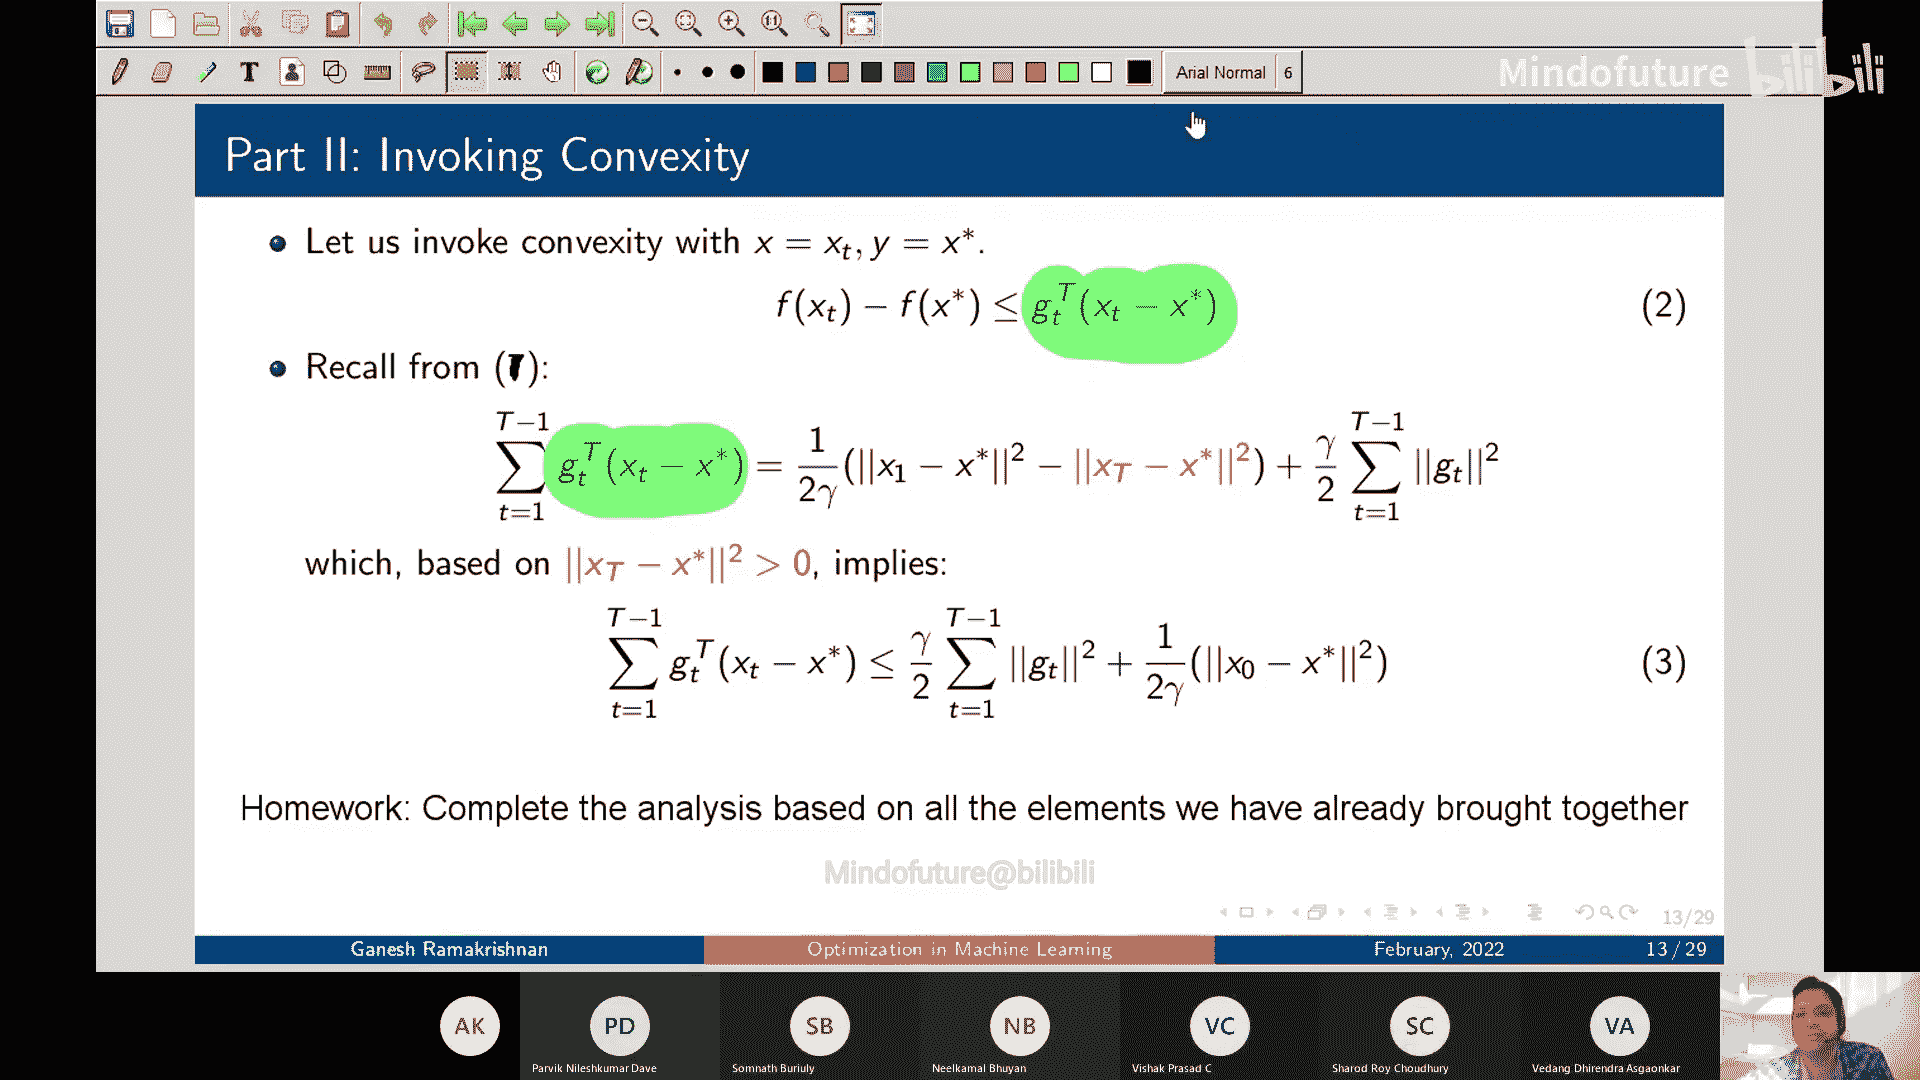 T
Arial Normal 6
Mindofuture bilibili
Part II: Invoking Convexity
Let us invoke convexity with x = x_t, y = x*.
f(x_t) − f(x*) ≤ g_t^T(x_t − x*) (2)
Recall from (1):
∑_{t=1}^{T−1} g_t^T(x_t − x*) = 1/2γ (||x_1 − x*||² − ||x_T − x*||²) + γ/2 ∑_{t=1}^{T−1} ||g_t||²
which, based on ||x_T − x*||² > 0, implies:
∑_{t=1}^{T−1} g_t^T(x_t − x*) ≤ γ/2 ∑_{t=1}^{T−1} ||g_t||² + 1/2γ (||x_0 − x*||²) (3)
Homework: Complete the analysis based on all the elements we have already brought together
Mindofuture@bilibili
13/29
Ganesh Ramakrishnan Optimization in Machine Learning February, 2022 13 / 29
AK PD SB NB VC SC VA
Parvik Nileshkumar Dave Somnath Buriuly Neelkamal Bhuyan Vishak Prasad C Sharod Roy Choudhury Vedang Dhirendra Asgaonkar